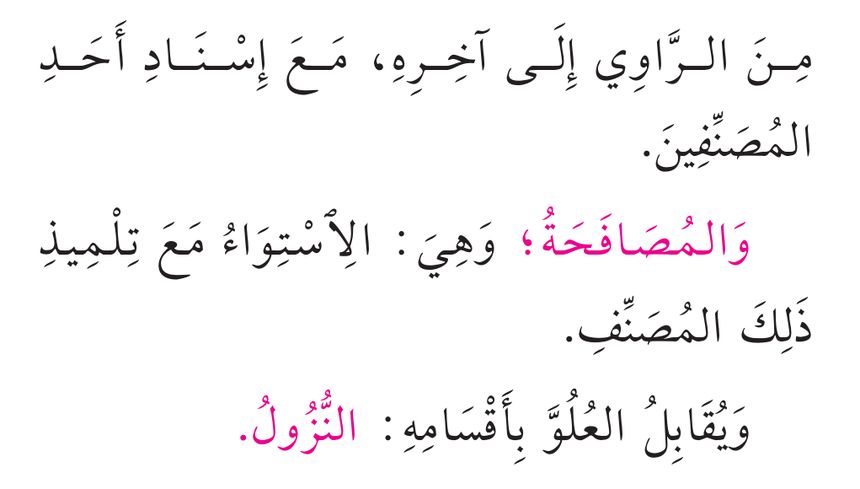 مِنَ الرَّاوِي إِلَى آخِرِهِ، مَعَ إِسْنَادِ أَحَدِ
المُصَنِّفِينَ.
وَالمُصَافَحَةُ؛ وَهِيَ: الِاسْتِوَاءُ مَعَ تِلْمِيذِ
ذَلِكَ المُصَنِّفِ.
وَيُقَابِلُ العُلُوَّ بِأَقْسَامِهِ: النُّزُولُ.